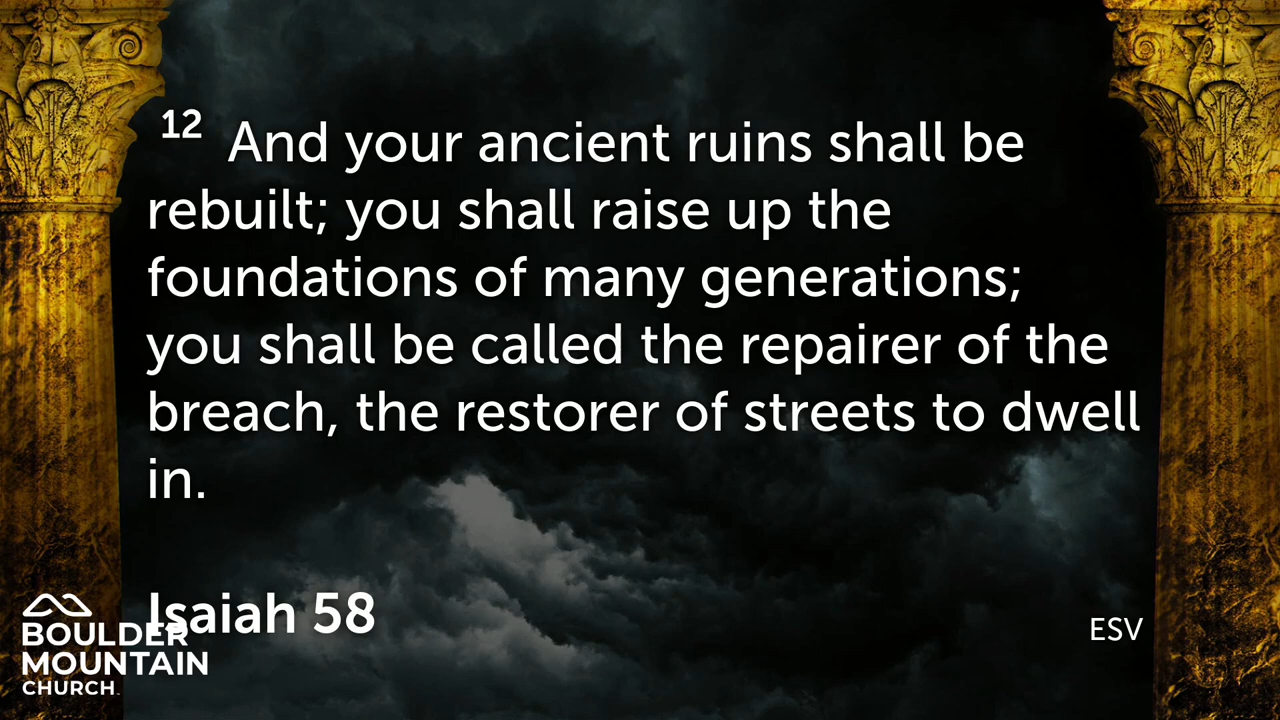 12 And your ancient ruins shall be
rebuilt; you shall raise up the
foundations of many generations;
you shall be called the repairer of the
breach, the restorer of streets to dwell
in.
Isaiah 58
ESV
BOULDER
MOUNTAIN
CHURCH